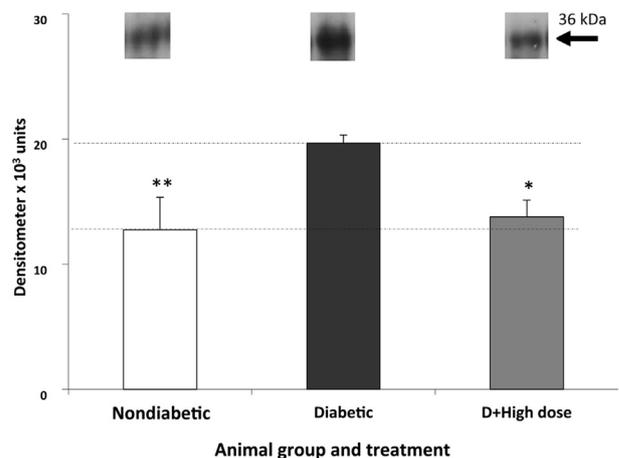 30
36 kDa
20
**
*
10
0
Densitometer x 10³ units
Nondiabetic Diabetic D+High dose
Animal group and treatment